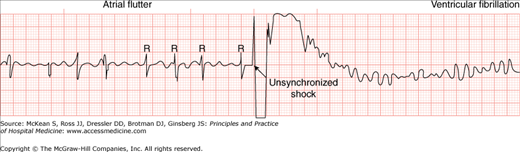 Atrial flutter Ventricular fibrillation
R R R R
Unsynchronized
shock
Source: McKean S, Ross JJ, Dressler DD, Brotman DJ, Ginsberg JS: Principles and Practice
of Hospital Medicine: www.accessmedicine.com
Copyright © The McGraw-Hill Companies, Inc. All rights reserved.